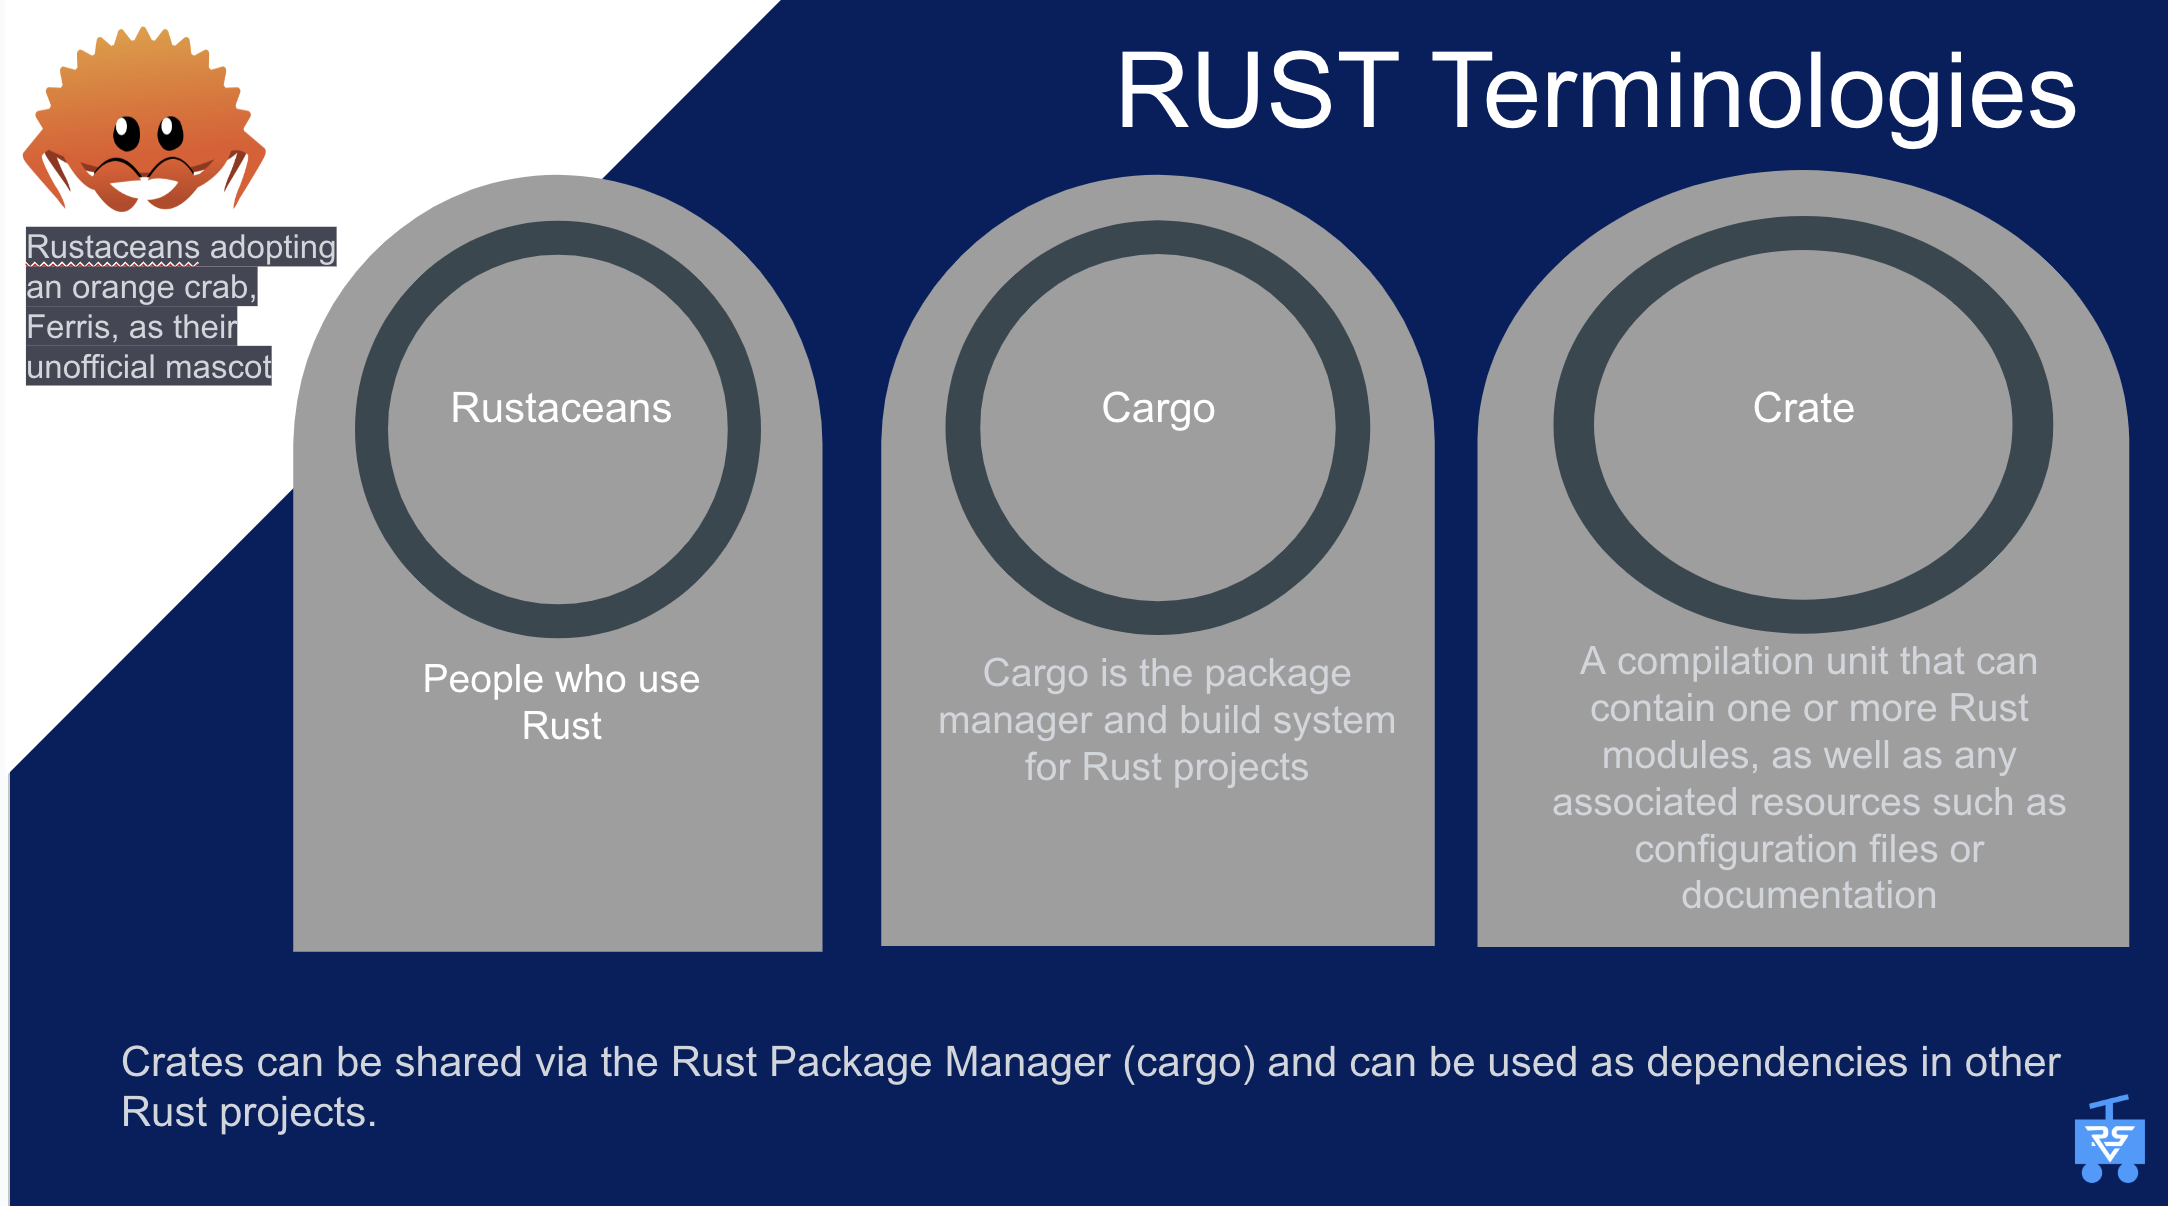 RUST Terminologies
Rustaceans adopting
an orange crab,
Ferris, as their
unofficial mascot
Rustaceans
People who use
Rust
Cargo
Cargo is the package
manager and build system
for Rust projects
Crate
A compilation unit that can
contain one or more Rust
modules, as well as any
associated resources such as
configuration files or
documentation
Crates can be shared via the Rust Package Manager (cargo) and can be used as dependencies in other
Rust projects.